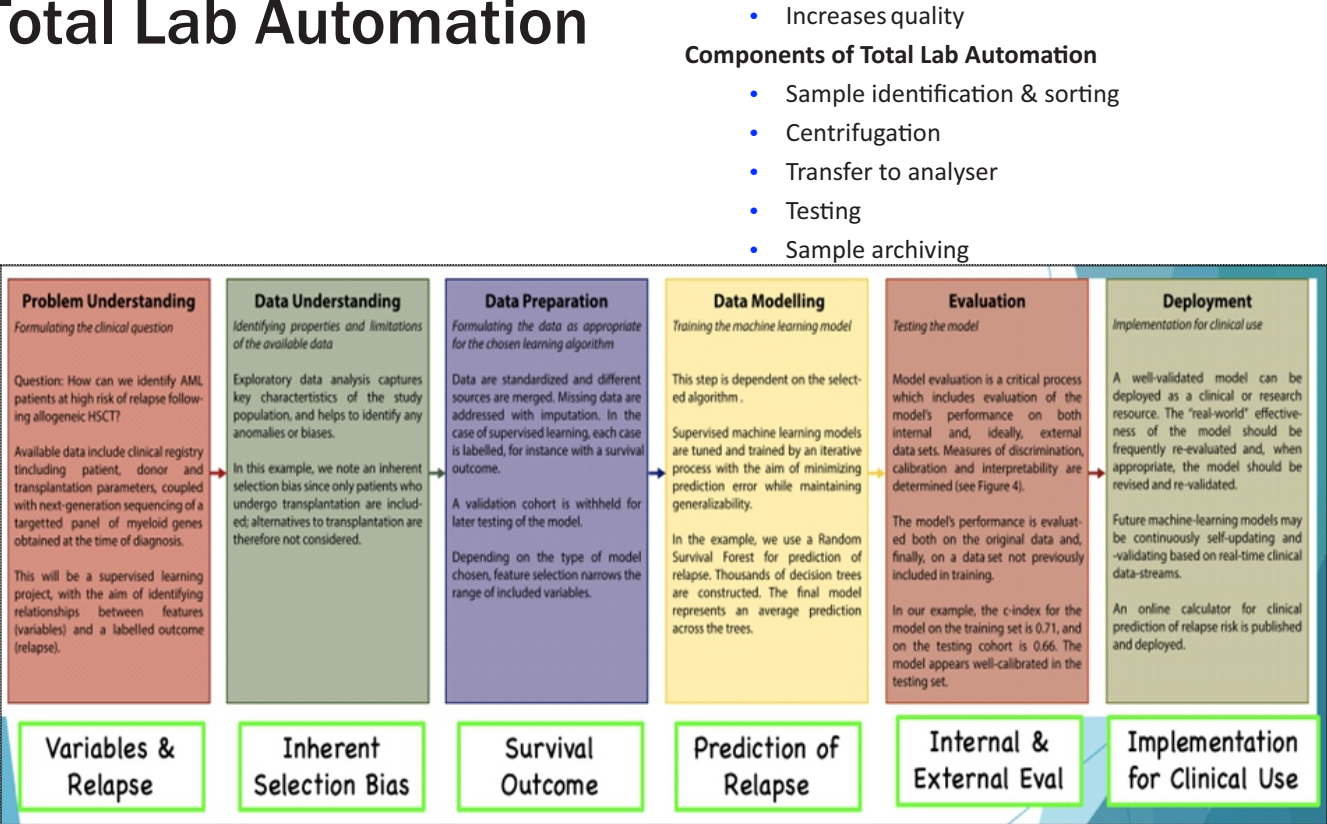 Total Lab Automation
• Increases quality
Components of Total Lab Automation
• Sample identification & sorting
• Centrifugation
• Transfer to analyser
• Testing
• Sample archiving
Problem Understanding
Formulating the clinical question
Question: How can we identify AML
patients at high risk of relapse follow-
ing allogeneic HSCT?
Available data include clinical registry
tincluding patient, donor and
transplantation parameters, coupled
with next-generation sequencing of a
targetted panel of myeloid genes
obtained at the time of diagnosis.
This will be a supervised learning
project, with the aim of identifying
relationships between features
(variables) and a labelled outcome
(relapse).
Data Understanding
Identifying properties and limitations
of the available data
Exploratory data analysis captures
key charactertistics of the study
population, and helps to identify any
anomalies or biases.
In this example, we note an inherent
selection bias since only patients who
undergo transplantation are includ-
ed; alternatives to transplantation are
therefore not considered.
Data Preparation
Formulating the data as appropriate
for the chosen learning algorithm
Data are standardized and different
sources are merged. Missing data are
addressed with imputation. In the
case of supervised learning, each case
is labelled, for instance with a survival
outcome.
A validation cohort is withheld for
later testing of the model.
Depending on the type of model
chosen, feature selection narrows the
range of included variables.
Data Modelling
Training the machine learning model
This step is dependent on the select-
ed algorithm .
Supervised machine learning models
are tuned and trained by an iterative
process with the aim of minimizing
prediction error while maintaining
generalizability.
In the example, we use a Random
Survival Forest for prediction of
relapse. Thousands of decision trees
are constructed. The final model
represents an average prediction
across the trees.
Evaluation
Testing the model
Model evaluation is a critical process
which includes evaluation of the
model's performance on both
internal and, ideally, external
data sets. Measures of discrimination,
calibration and interpretability are
determined (see Figure 4).
The model's performance is evaluat-
ed both on the original data and,
finally, on a data set not previously
included in training.
In our example, the c-index for the
model on the training set is 0.71, and
on the testing cohort is 0.66. The
model appears well-calibrated in the
testing set.
Deployment
Implementation for clinical use
A well-validated model can be
deployed as a clinical or research
resource. The "real-world" effective-
ness of the model should be
frequently re-evaluated and, when
appropriate, the model should be
revised and re-validated.
Future machine-learning models may
be continuously self-updating and
-validating based on real-time clinical
data-streams.
An online calculator for clinical
prediction of relapse risk is published
and deployed.
Variables &
Relapse
Inherent
Selection Bias
Survival
Outcome
Prediction of
Relapse
Internal &
External Eval
Implementation
for Clinical Use